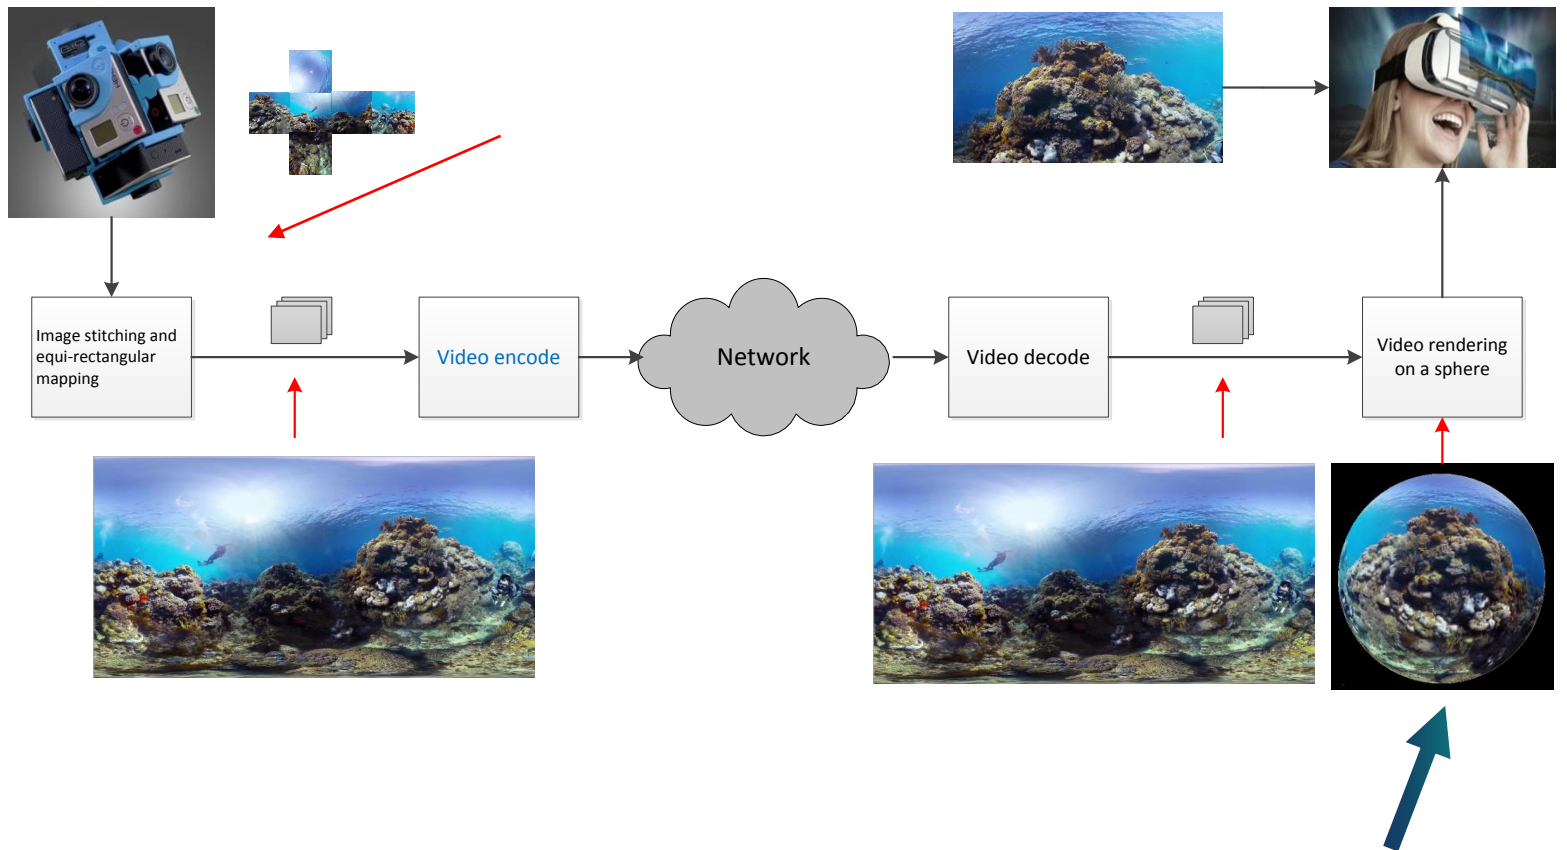 Image stitching and
equi-rectangular
mapping
Video encode
Network
Video decode
Video rendering
on a sphere